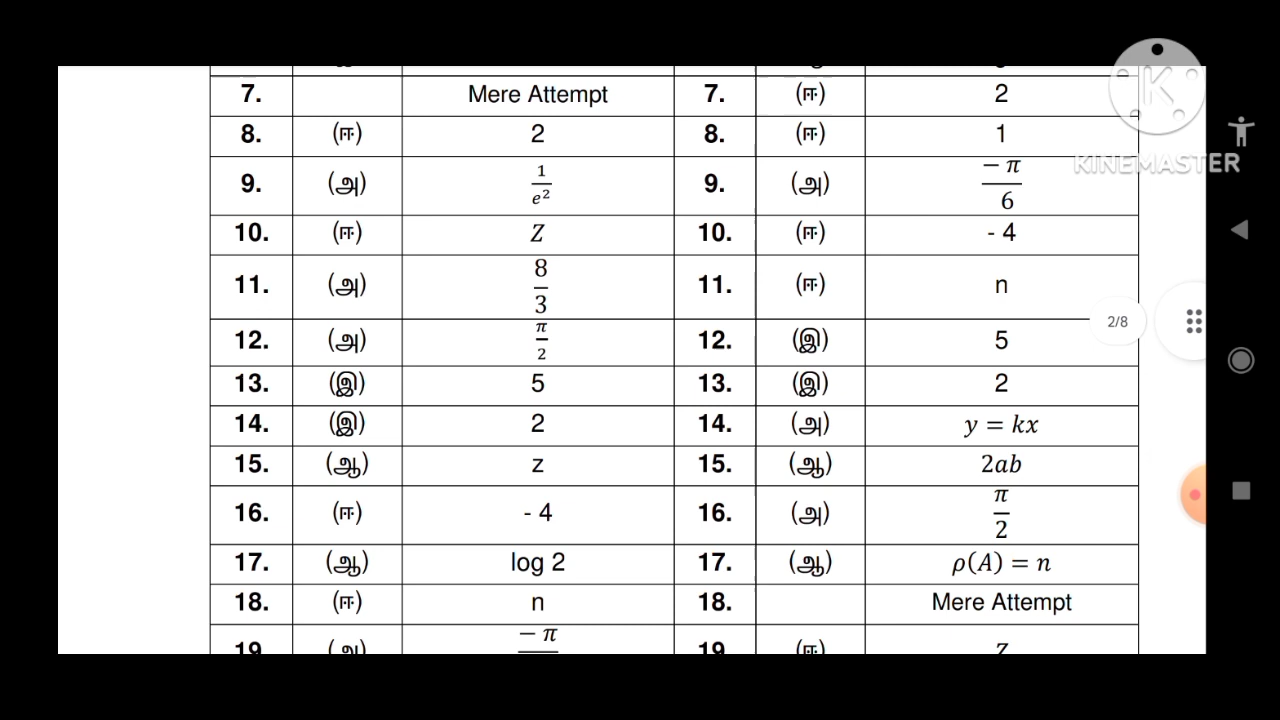 7. Mere Attempt 7. (ஈ) 2
8. (ஈ) 2 8. (ஈ) 1
9. (அ) 1/e² 9. (அ) −π/6
10. (ஈ) Z 10. (ஈ) - 4
11. (அ) 8/3 11. (ஈ) n
12. (அ) π/2 12. (இ) 5
13. (இ) 5 13. (இ) 2
14. (இ) 2 14. (அ) y = kx
15. (ஆ) z 15. (ஆ) 2ab
16. (ஈ) - 4 16. (அ) π/2
17. (ஆ) log 2 17. (ஆ) ρ(A) = n
18. (ஈ) n 18. Mere Attempt
19 (அ) −π 19 (ஈ) Z
K
KINEMASTER
2/8